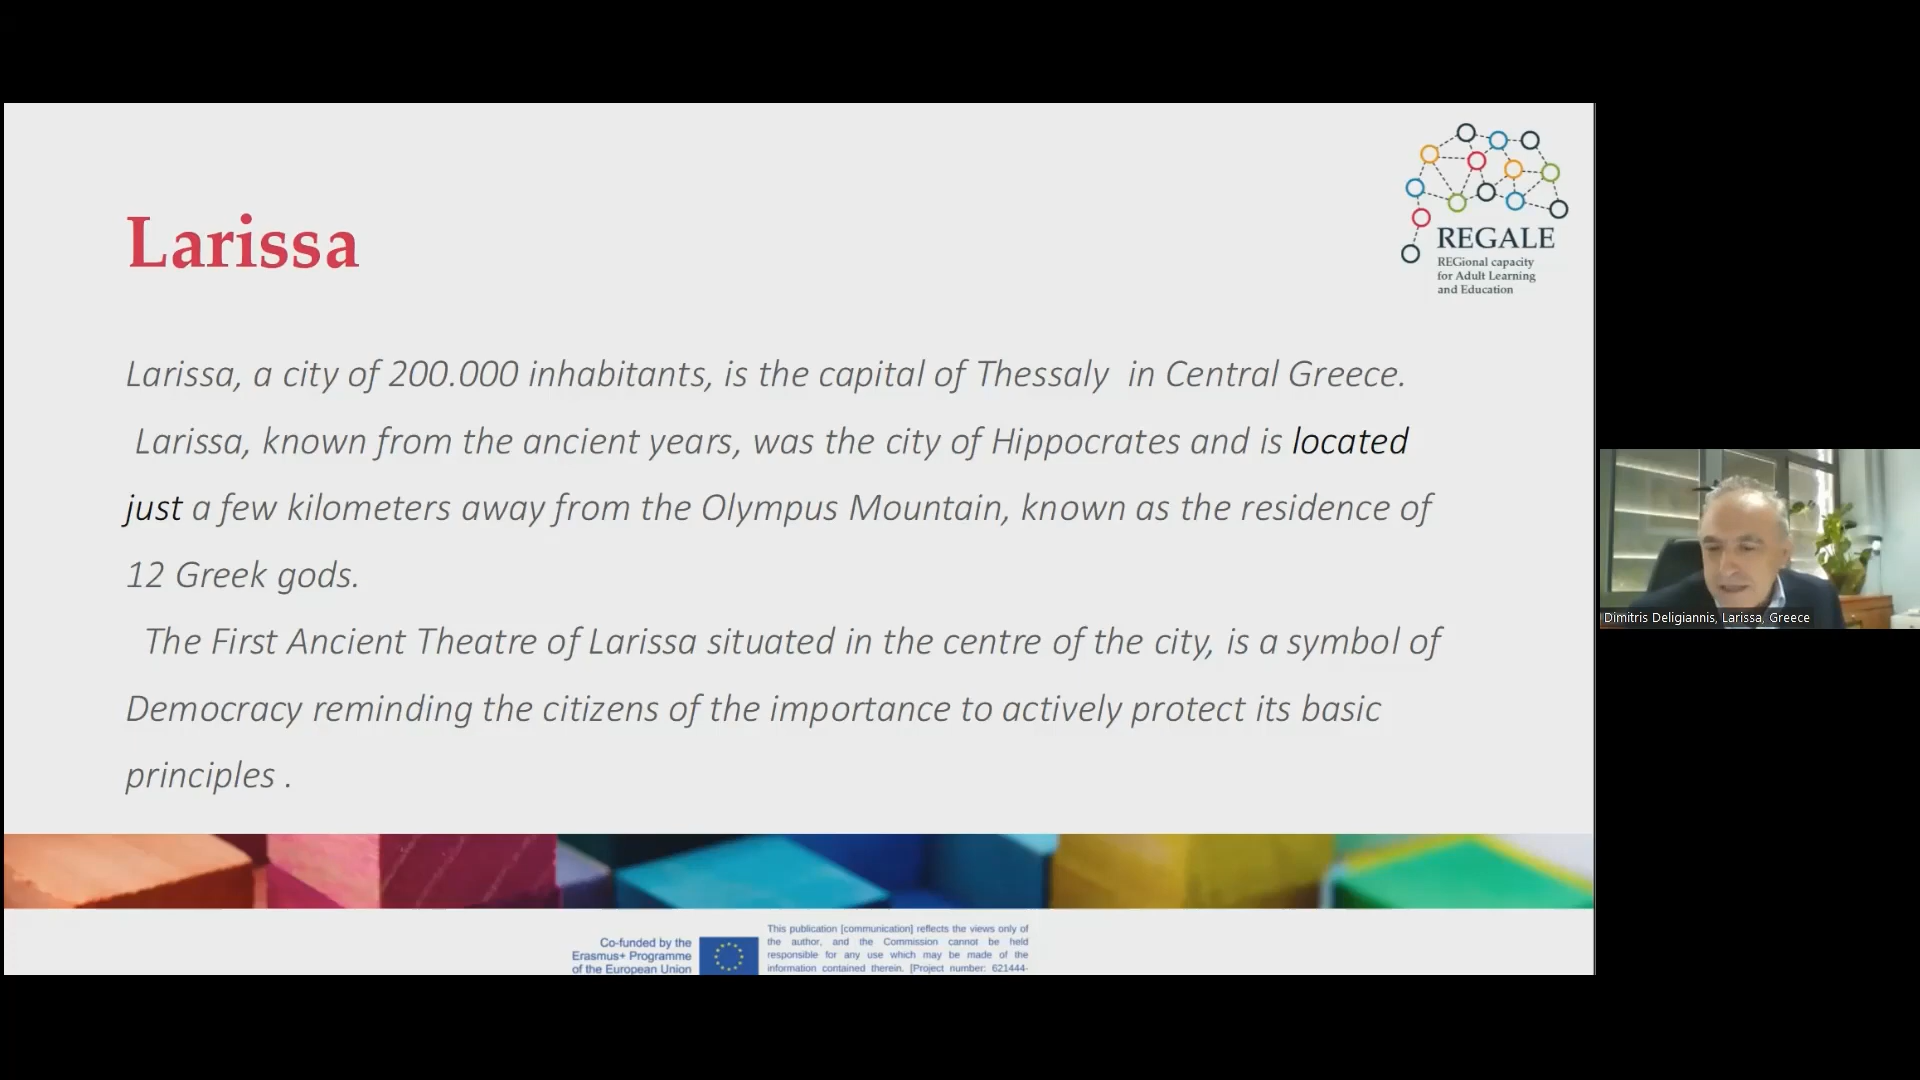 Larissa
REGALE
REGional capacity
for Adult Learning
and Education
Larissa, a city of 200.000 inhabitants, is the capital of Thessaly  in Central Greece.
Larissa, known from the ancient years, was the city of Hippocrates and is located
just a few kilometers away from the Olympus Mountain, known as the residence of
12 Greek gods.
The First Ancient Theatre of Larissa situated in the centre of the city, is a symbol of
Democracy reminding the citizens of the importance to actively protect its basic
principles .
Dimitris Deligiannis, Larissa, Greece
Co-funded by the
Erasmus+ Programme
of the European Union
This publication [communication] reflects the views only of
the author, and the Commission cannot be held
responsible for any use which may be made of the
information contained therein. [Project number: 621444-